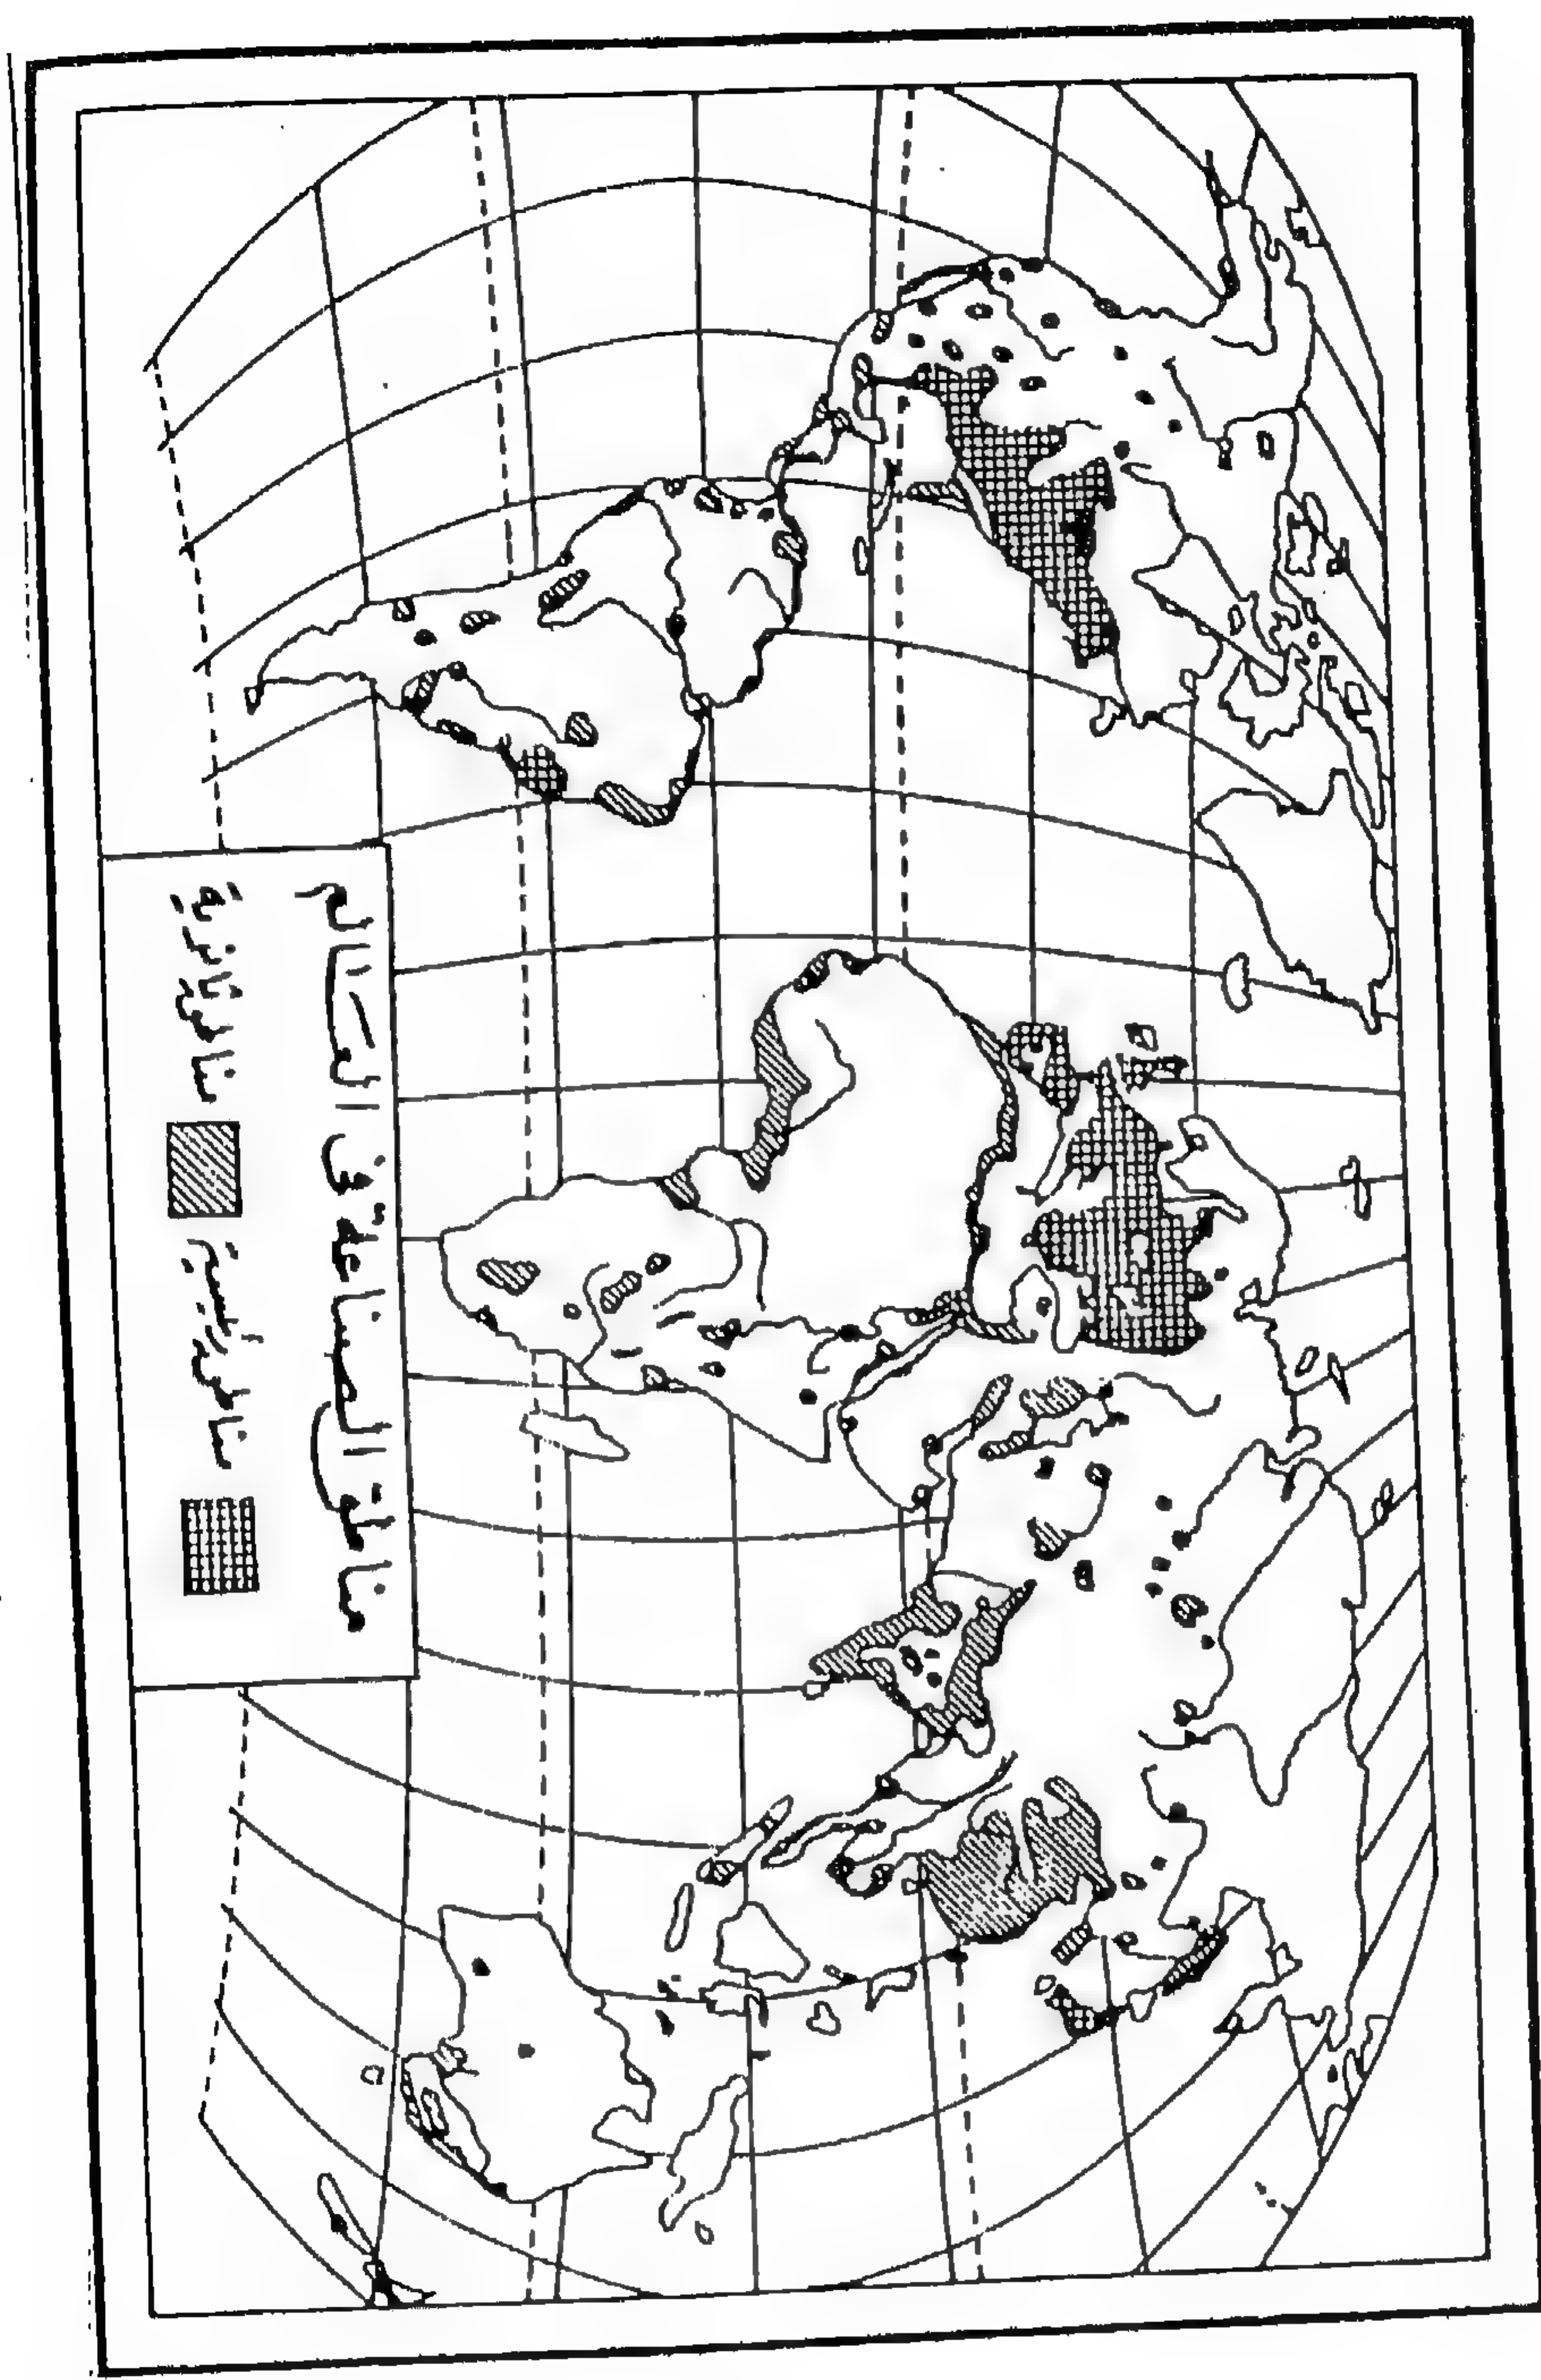 مناطق الصناعة في العالم
مناطق رئيسية
مناطق ثانوية